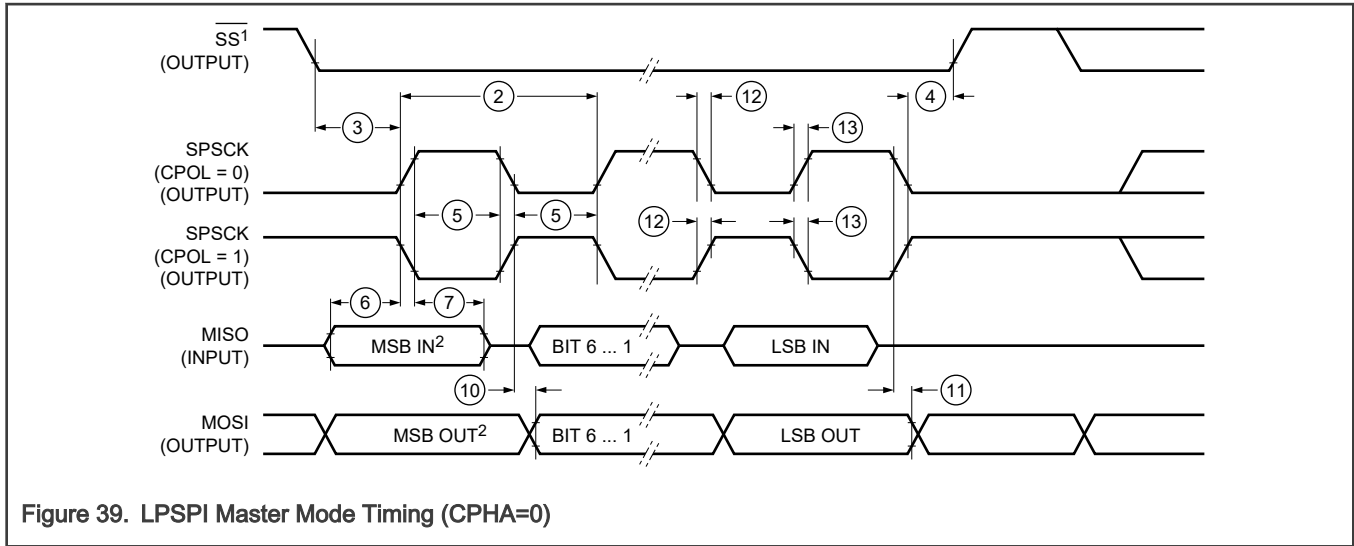 SS1
(OUTPUT)
2
12
4
3
13
SPSCK
(CPOL = 0)
(OUTPUT)
5
5
12
13
SPSCK
(CPOL = 1)
(OUTPUT)
6
7
MISO
(INPUT)
MSB IN2
BIT 6 ... 1
LSB IN
10
11
MOSI
(OUTPUT)
MSB OUT2
BIT 6 ... 1
LSB OUT
Figure 39. LPSPI Master Mode Timing (CPHA=0)